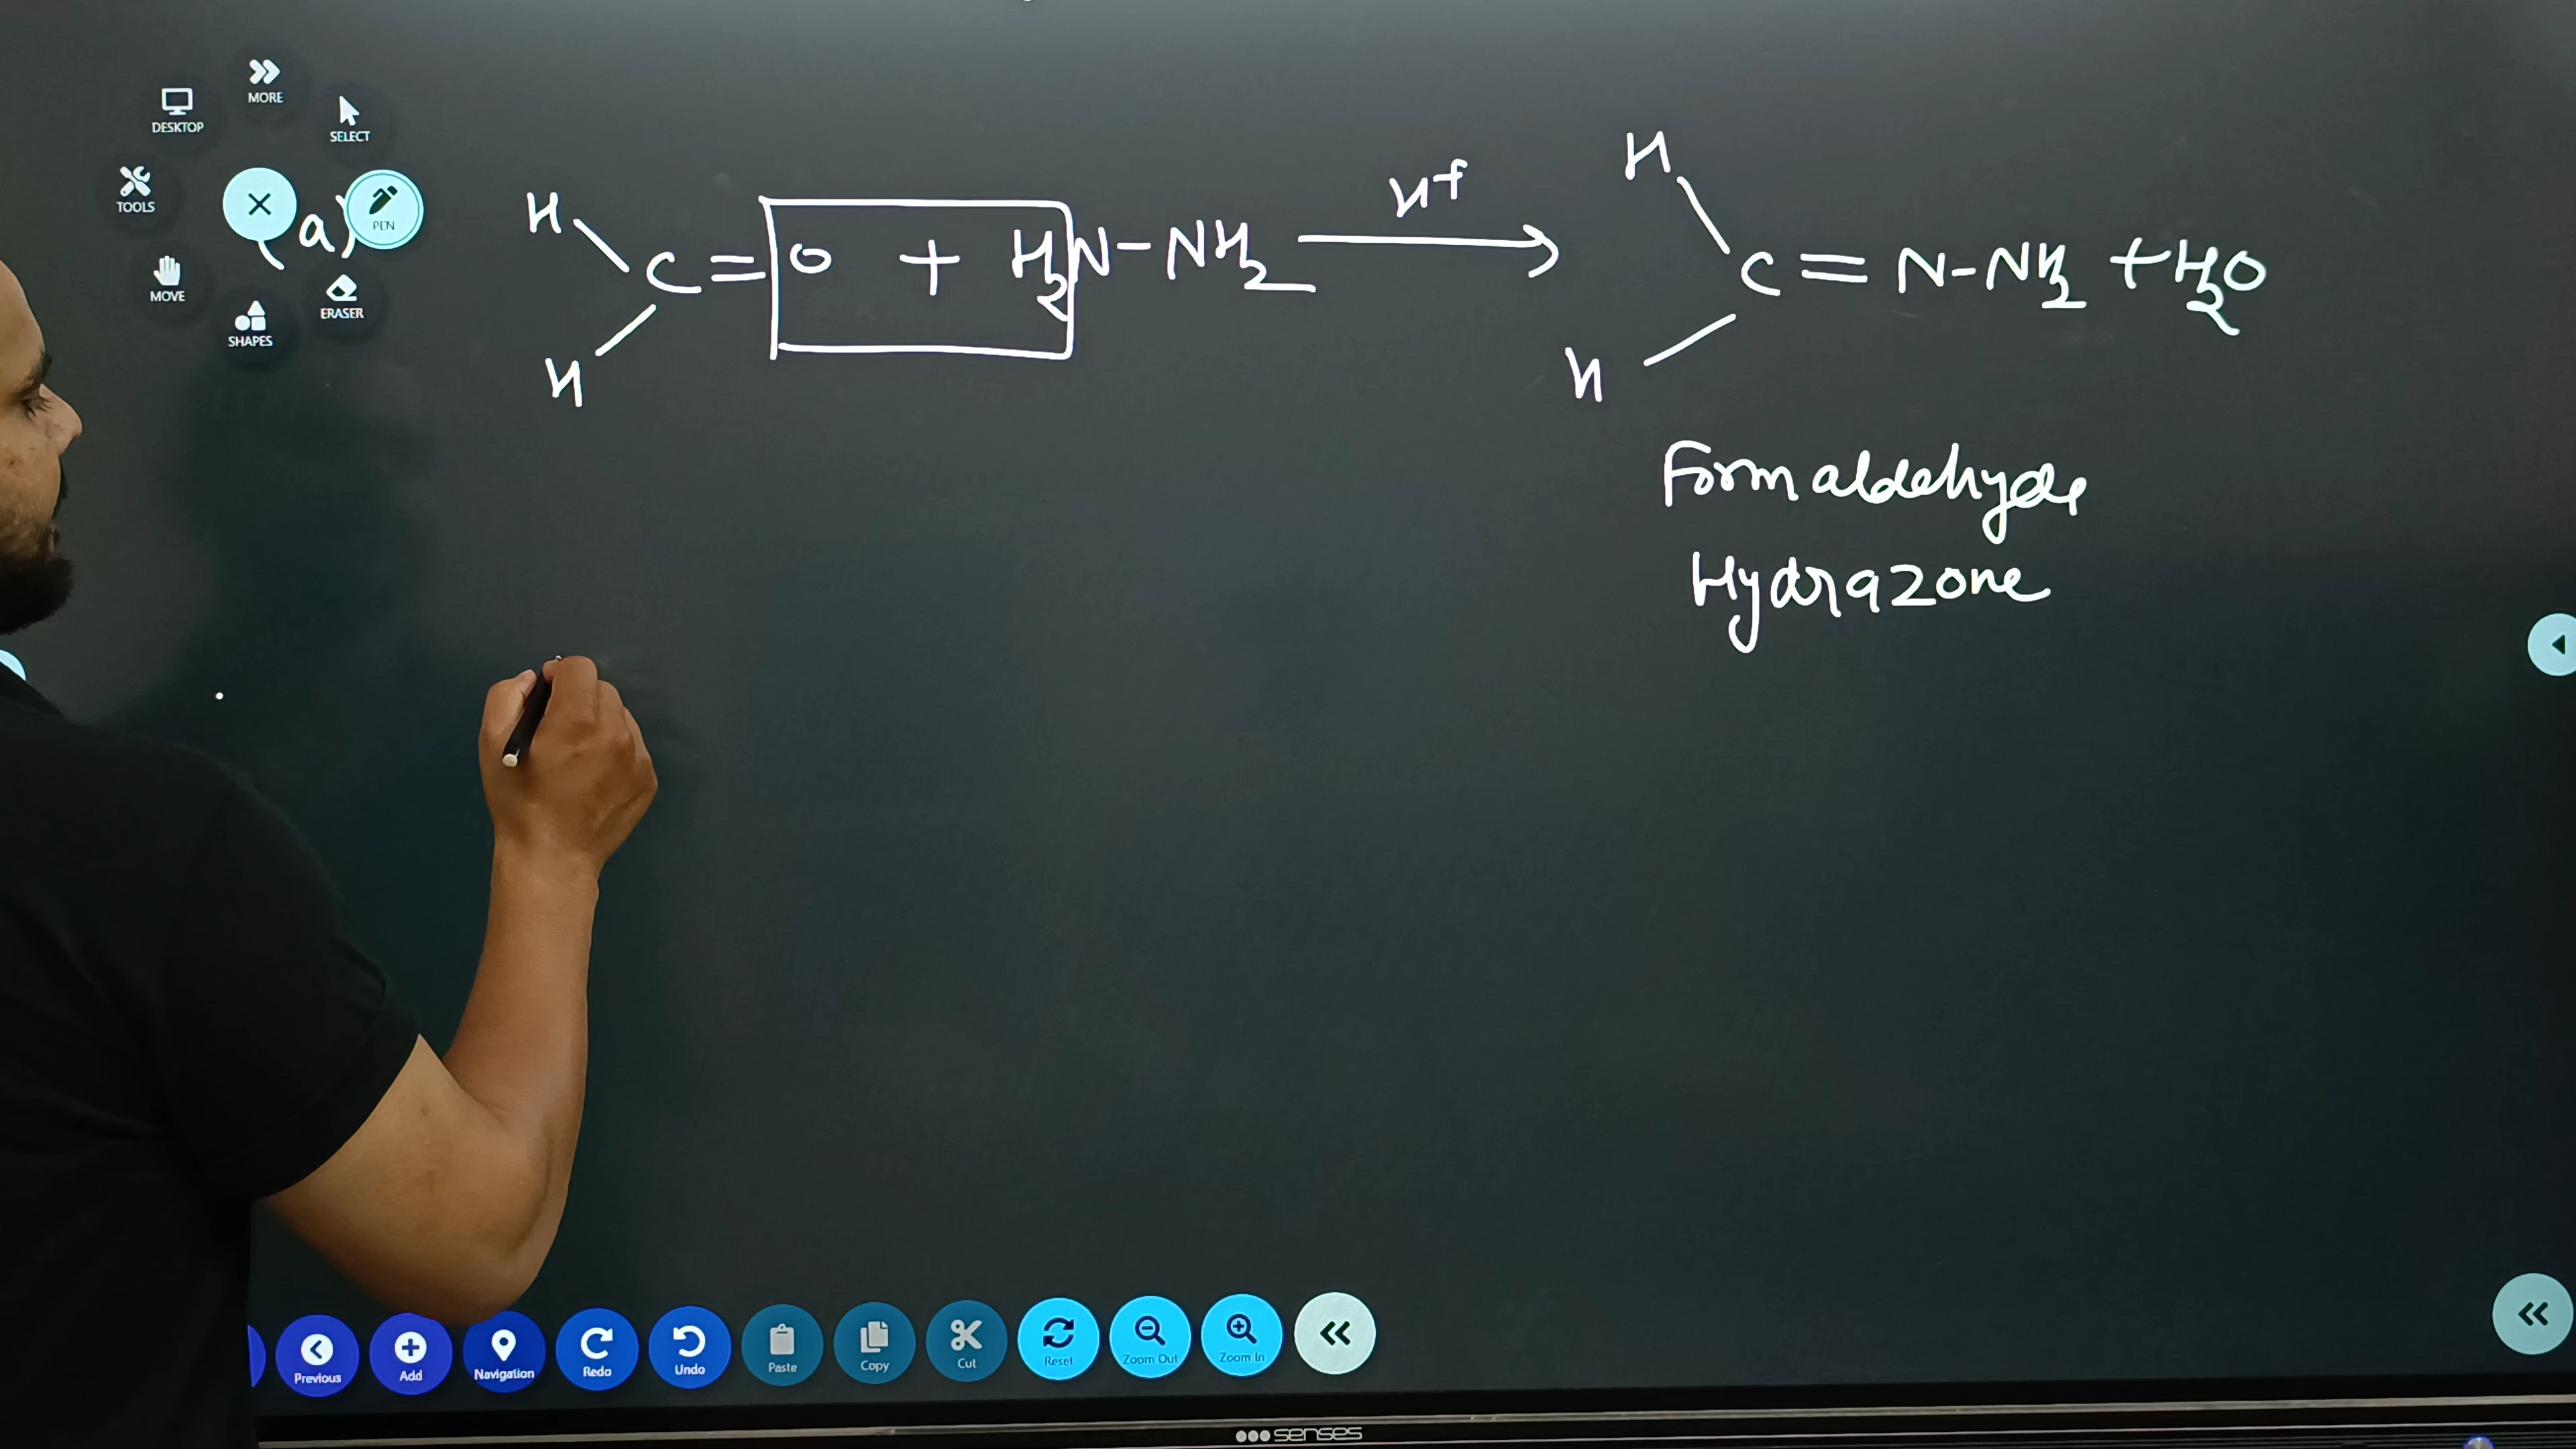 MORE
DESKTOP
SELECT
TOOLS
PEN
MOVE
ERASER
SHAPES
(a)
H
H
C = O + H₂N-NH₂ ⟶ C = N-NH₂ + H₂O
H⁺
H
H
Formaldehyde
Hydrazone
Previous
Add
Navigation
Redo
Undo
Paste
Copy
Cut
Reset
Zoom Out
Zoom In
senses